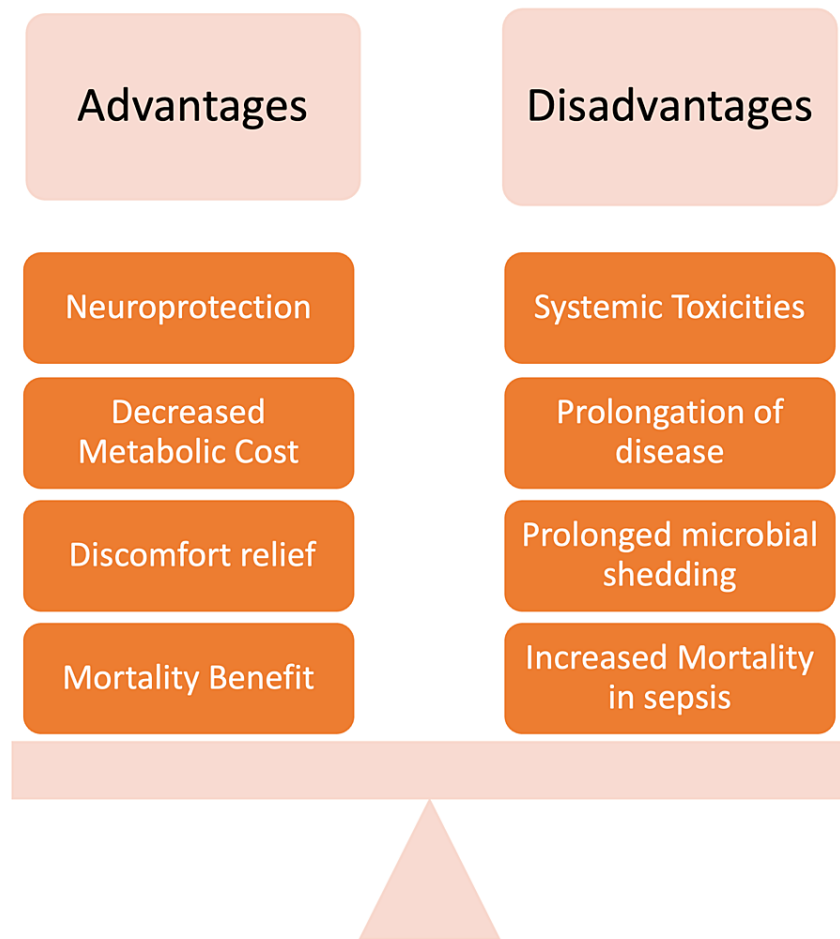 Advantages
Disadvantages
Neuroprotection
Decreased
Metabolic Cost
Discomfort relief
Mortality Benefit
Systemic Toxicities
Prolongation of
disease
Prolonged microbial
shedding
Increased Mortality
in sepsis